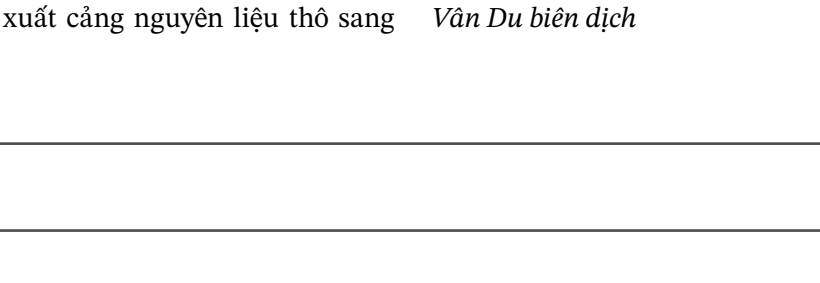 xuất cảng nguyên liệu thô sang
Vân Du biên dịch